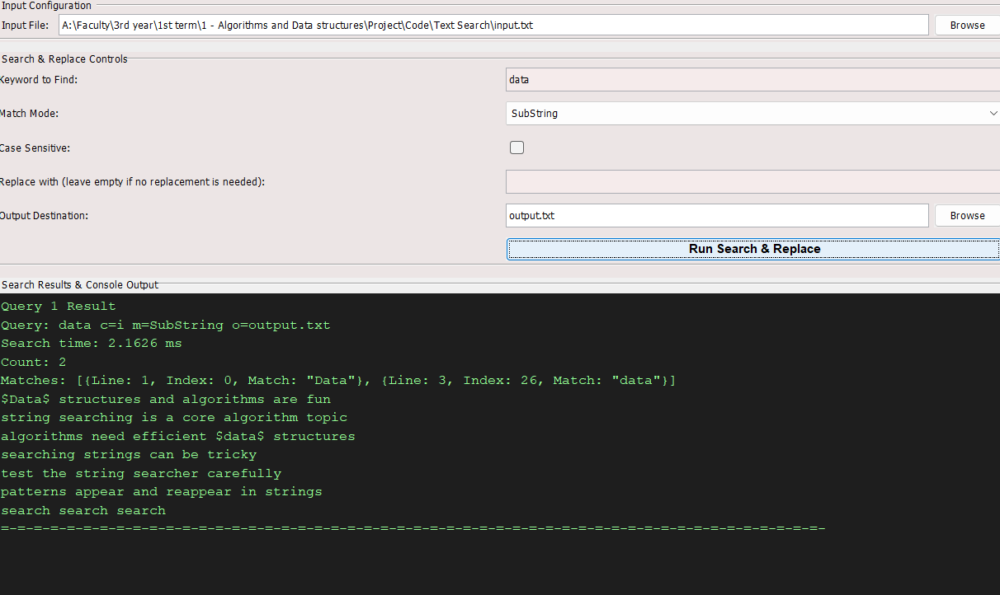 Input Configuration
Input File: A:\Faculty\3rd year\1st term\1 - Algorithms and Data structures\Project\Code\Text Search\input.txt Browse
Search & Replace Controls
Keyword to Find: data
Match Mode: SubString
Case Sensitive:
Replace with (leave empty if no replacement is needed):
Output Destination: output.txt Browse
Run Search & Replace
Search Results & Console Output
Query 1 Result
Query: data c=i m=SubString o=output.txt
Search time: 2.1626 ms
Count: 2
Matches: [{Line: 1, Index: 0, Match: "Data"}, {Line: 3, Index: 26, Match: "data"}]
$Data$ structures and algorithms are fun
string searching is a core algorithm topic
algorithms need efficient $data$ structures
searching strings can be tricky
test the string searcher carefully
patterns appear and reappear in strings
search search search
=-=-=-=-=-=-=-=-=-=-=-=-=-=-=-=-=-=-=-=-=-=-=-=-=-=-=-=-=-=-=-=-=-=-=-=-=-=-=-=-=-=-=-=-=-=-=-=-=-=-